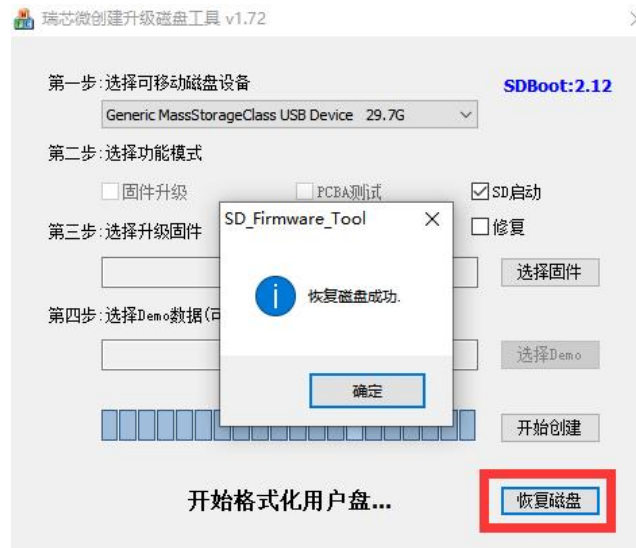 瑞芯微创建升级磁盘工具 v1.72
第一步:选择可移动磁盘设备
SDBoot:2.12
Generic MassStorageClass USB Device 29.7G
第二步:选择功能模式
固件升级
PCBA测试
SD启动
SD_Firmware_Tool
第三步:选择升级固件
修复
恢复磁盘成功.
选择固件
第四步:选择Demo数据(可
选择Demo
确定
开始创建
开始格式化用户盘...
恢复磁盘